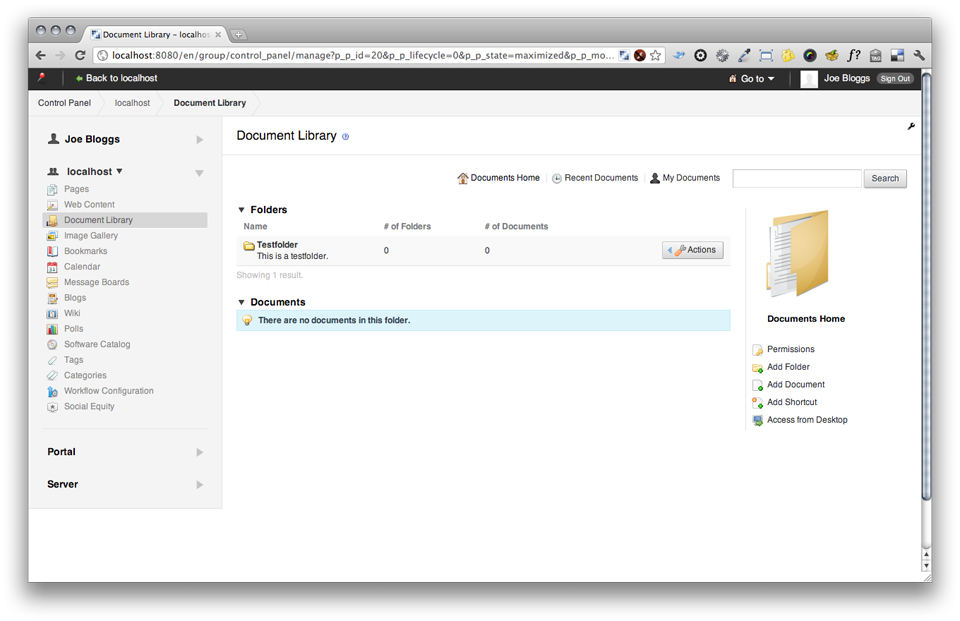 Document Library – localhos
localhost:8080/en/group/control_panel/manage?p_p_id=20&p_p_lifecycle=0&p_p_state=maximized&p_p_mo...
Back to localhost
Go to
Joe Bloggs
Sign Out
Control Panel
localhost
Document Library
Joe Bloggs
localhost
Pages
Web Content
Document Library
Image Gallery
Bookmarks
Calendar
Message Boards
Blogs
Wiki
Polls
Software Catalog
Tags
Categories
Workflow Configuration
Social Equity
Portal
Server
Document Library
Documents Home
Recent Documents
My Documents
Search
Folders
Name # of Folders # of Documents
Testfolder
This is a testfolder.
0 0
Actions
Showing 1 result.
Documents
There are no documents in this folder.
Documents Home
Permissions
Add Folder
Add Document
Add Shortcut
Access from Desktop